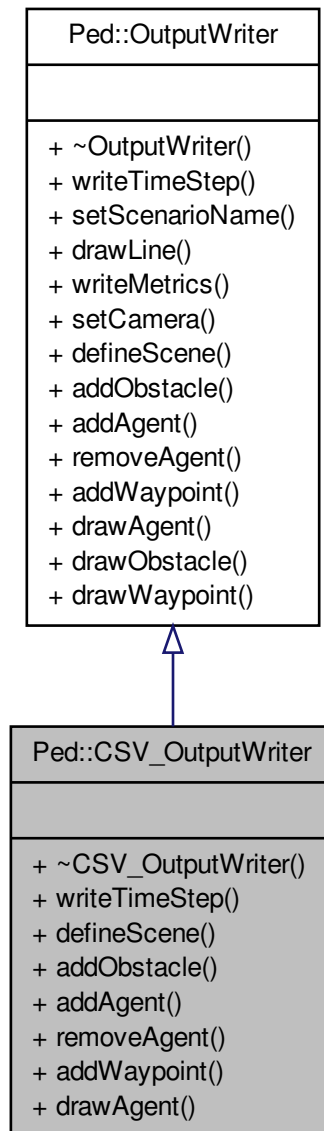 Ped::OutputWriter
+ ~OutputWriter()
+ writeTimeStep()
+ setScenarioName()
+ drawLine()
+ writeMetrics()
+ setCamera()
+ defineScene()
+ addObstacle()
+ addAgent()
+ removeAgent()
+ addWaypoint()
+ drawAgent()
+ drawObstacle()
+ drawWaypoint()
Ped::CSV_OutputWriter
+ ~CSV_OutputWriter()
+ writeTimeStep()
+ defineScene()
+ addObstacle()
+ addAgent()
+ removeAgent()
+ addWaypoint()
+ drawAgent()